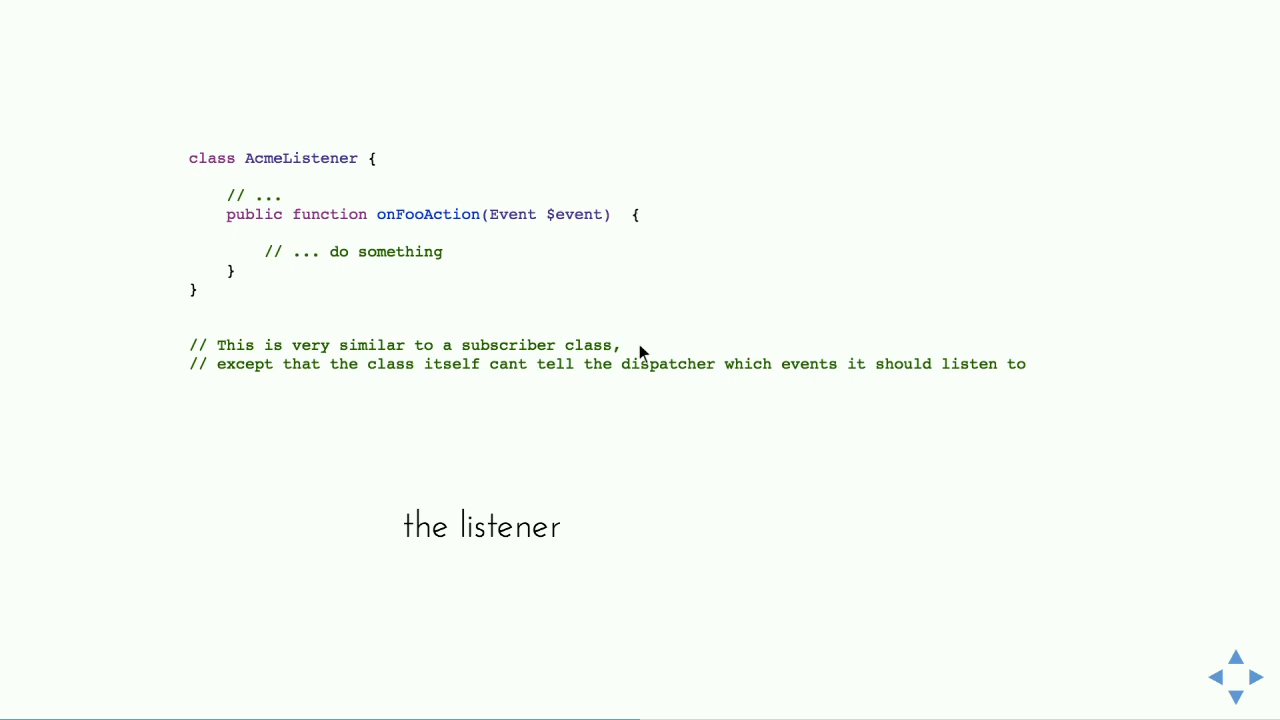 class AcmeListener {
// ...
public function onFooAction(Event $event)  {
// ... do something
}
}
// This is very similar to a subscriber class,
// except that the class itself cant tell the dispatcher which events it should listen to
the listener